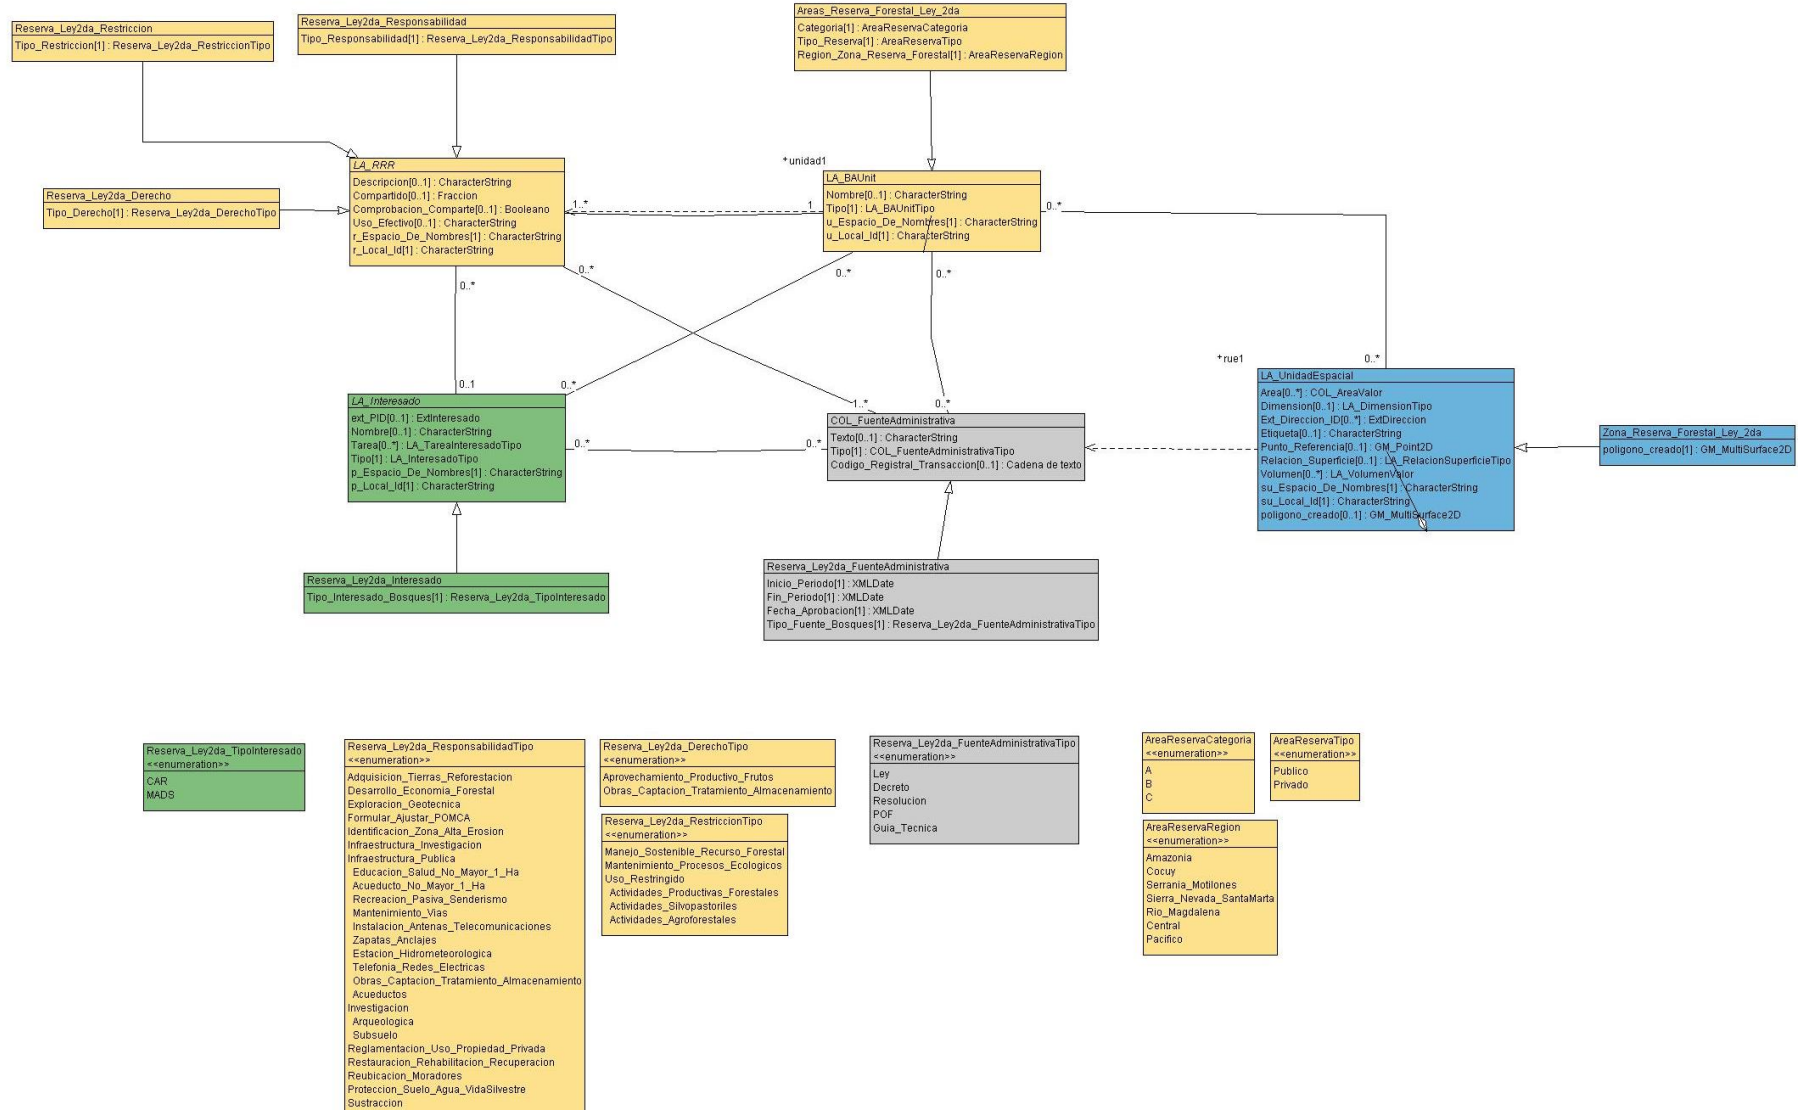 Reserva_Ley2da_Restriccion
Tipo_Restriccion[1] : Reserva_Ley2da_RestriccionTipo
Reserva_Ley2da_Responsabilidad
Tipo_Responsabilidad[1] : Reserva_Ley2da_ResponsabilidadTipo
Areas_Reserva_Forestal_Ley_2da
Categoria[1] : AreaReservaCategoria
Tipo_Reserva[1] : AreaReservaTipo
Region_Zona_Reserva_Forestal[1] : AreaReservaRegion
Reserva_Ley2da_Derecho
Tipo_Derecho[1] : Reserva_Ley2da_DerechoTipo
LA_RRR
Descripcion[0..1] : CharacterString
Compartido[0..1] : Fraccion
Comprobacion_Comparte[0..1] : Booleano
Uso_Efectivo[0..1] : CharacterString
r_Espacio_De_Nombres[1] : CharacterString
r_Local_Id[1] : CharacterString
1..*
1
*unidad1
LA_BAUnit
Nombre[0..1] : CharacterString
Tipo[1] : LA_BAUnitTipo
u_Espacio_De_Nombres[1] : CharacterString
u_Local_Id[1] : CharacterString
0..*
0..*
0..*
0..*
0..*
0..1
0..*
1..*
0..*
*rue1
0..*
LA_Interesado
ext_PID[0..1] : ExtInteresado
Nombre[0..1] : CharacterString
Tarea[0..*] : LA_TareaInteresadoTipo
Tipo[1] : LA_InteresadoTipo
p_Espacio_De_Nombres[1] : CharacterString
p_Local_Id[1] : CharacterString
0..*
0..*
COL_FuenteAdministrativa
Texto[0..1] : CharacterString
Tipo[1] : COL_FuenteAdministrativaTipo
Codigo_Registral_Transaccion[0..1] : Cadena de texto
LA_UnidadEspacial
Area[0..*] : COL_AreaValor
Dimension[0..1] : LA_DimensionTipo
Ext_Direccion_ID[0..*] : ExtDireccion
Etiqueta[0..1] : CharacterString
Punto_Referencia[0..1] : GM_Point2D
Relacion_Superficie[0..1] : LA_RelacionSuperficieTipo
Volumen[0..*] : LA_VolumenValor
su_Espacio_De_Nombres[1] : CharacterString
su_Local_Id[1] : CharacterString
poligono_creado[0..1] : GM_MultiSurface2D
Zona_Reserva_Forestal_Ley_2da
poligono_creado[1] : GM_MultiSurface2D
Reserva_Ley2da_Interesado
Tipo_Interesado_Bosques[1] : Reserva_Ley2da_TipoInteresado
Reserva_Ley2da_FuenteAdministrativa
Inicio_Periodo[1] : XMLDate
Fin_Periodo[1] : XMLDate
Fecha_Aprobacion[1] : XMLDate
Tipo_Fuente_Bosques[1] : Reserva_Ley2da_FuenteAdministrativaTipo
Reserva_Ley2da_TipoInteresado
<<enumeration>>
CAR
MADS
Reserva_Ley2da_ResponsabilidadTipo
<<enumeration>>
Adquisicion_Tierras_Reforestacion
Desarrollo_Economia_Forestal
Exploracion_Geotecnica
Formular_Ajustar_POMCA
Identificacion_Zona_Alta_Erosion
Infraestructura_Investigacion
Infraestructura_Publica
Educacion_Salud_No_Mayor_1_Ha
Acueducto_No_Mayor_1_Ha
Recreacion_Pasiva_Senderismo
Mantenimiento_Vias
Instalacion_Antenas_Telecomunicaciones
Zapatas_Anclajes
Estacion_Hidrometeorologica
Telefonia_Redes_Electricas
Obras_Captacion_Tratamiento_Almacenamiento
Acueductos
Investigacion
Arqueologica
Subsuelo
Reglamentacion_Uso_Propiedad_Privada
Restauracion_Rehabilitacion_Recuperacion
Reubicacion_Moradores
Proteccion_Suelo_Agua_VidaSilvestre
Sustraccion
Reserva_Ley2da_DerechoTipo
<<enumeration>>
Aprovechamiento_Productivo_Frutos
Obras_Captacion_Tratamiento_Almacenamiento
Reserva_Ley2da_RestriccionTipo
<<enumeration>>
Manejo_Sostenible_Recurso_Forestal
Mantenimiento_Procesos_Ecologicos
Uso_Restringido
Actividades_Productivas_Forestales
Actividades_Silvopastoriles
Actividades_Agroforestales
Reserva_Ley2da_FuenteAdministrativaTipo
<<enumeration>>
Ley
Decreto
Resolucion
POF
Guia_Tecnica
AreaReservaCategoria
<<enumeration>>
A
B
C
AreaReservaTipo
<<enumeration>>
Publico
Privado
AreaReservaRegion
<<enumeration>>
Amazonia
Cocuy
Serrania_Motilones
Sierra_Nevada_SantaMarta
Rio_Magdalena
Central
Pacifico